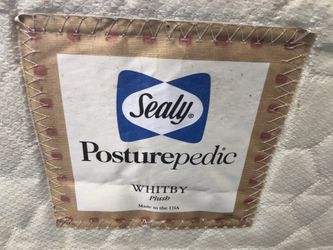 Sealy®
Posturepedic
WHITBY
Plush
Made in the USA